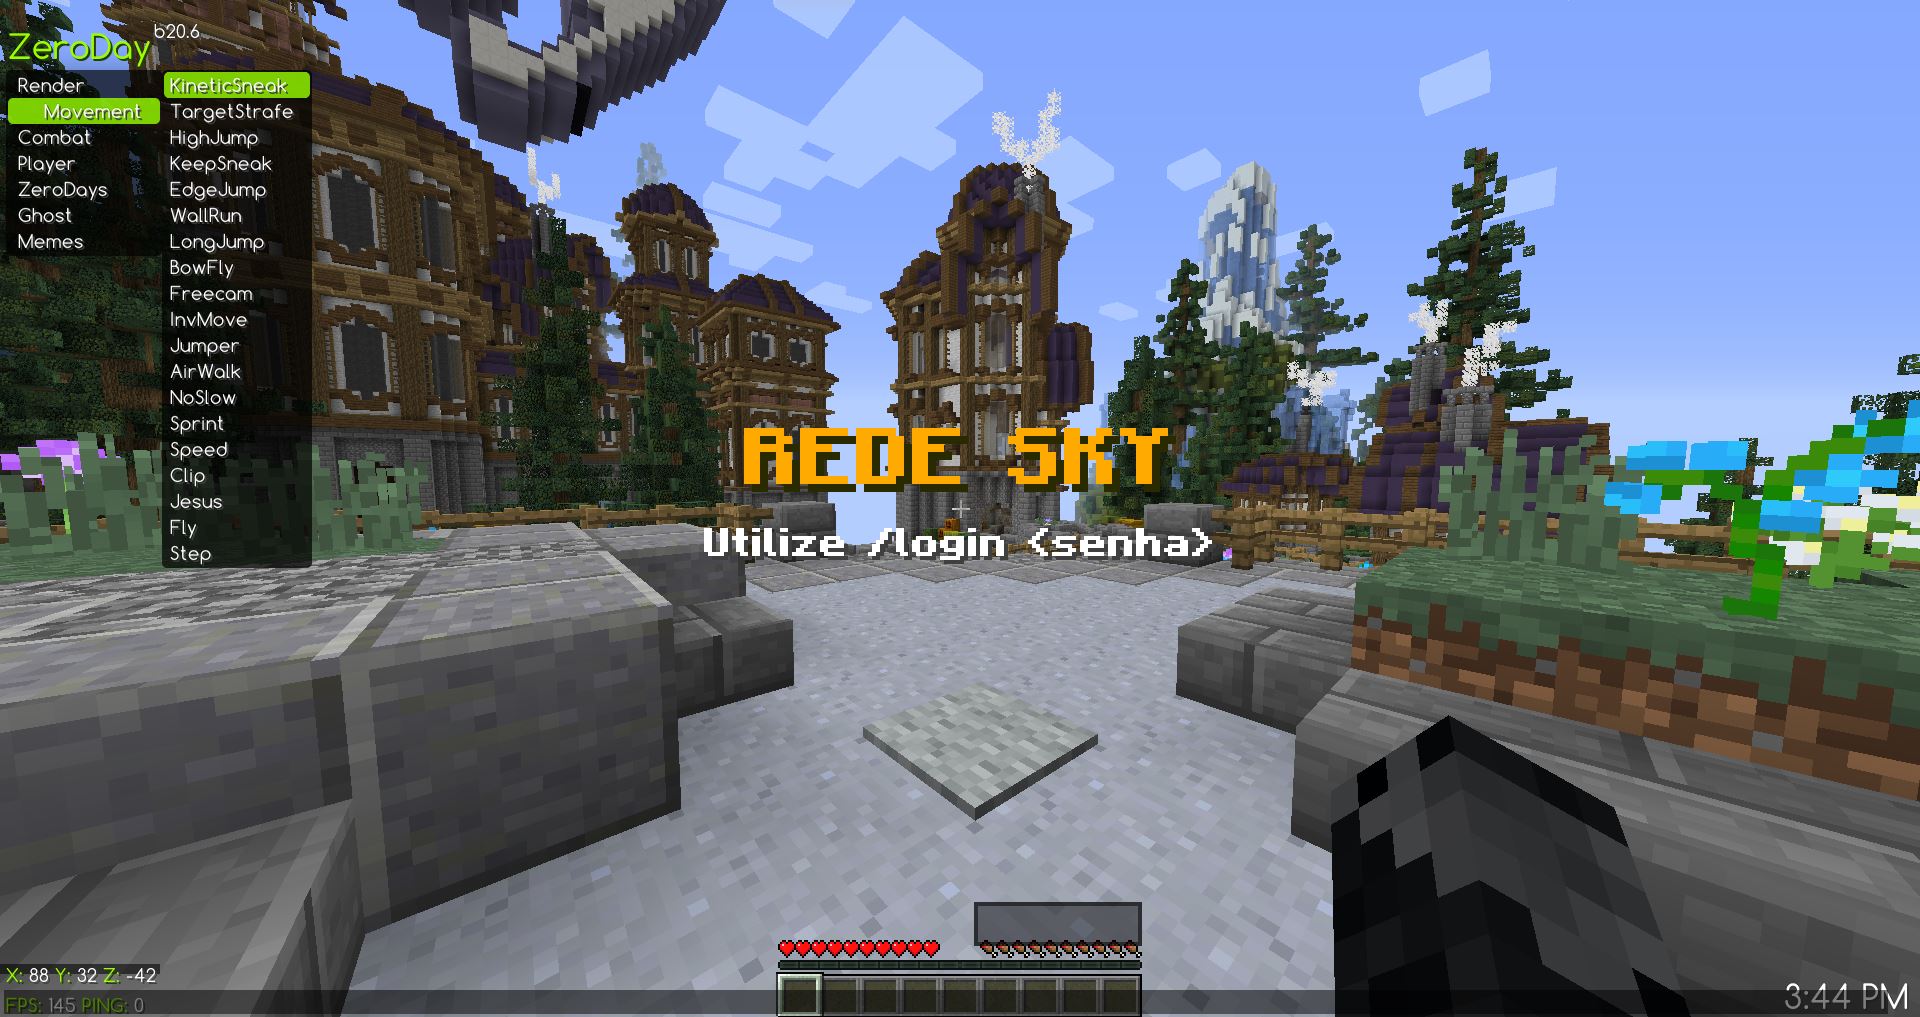 ZeroDay b20.6
Render
Movement
Combat
Player
ZeroDays
Ghost
Memes
KineticSneak
TargetStrafe
HighJump
KeepSneak
EdgeJump
WallRun
LongJump
BowFly
Freecam
InvMove
Jumper
AirWalk
NoSlow
Sprint
Speed
Clip
Jesus
Fly
Step
REDE SKY
Utilize /login <senha>
X: 88 Y: 32 Z: -42
FPS: 145 PING: 0
3:44 PM